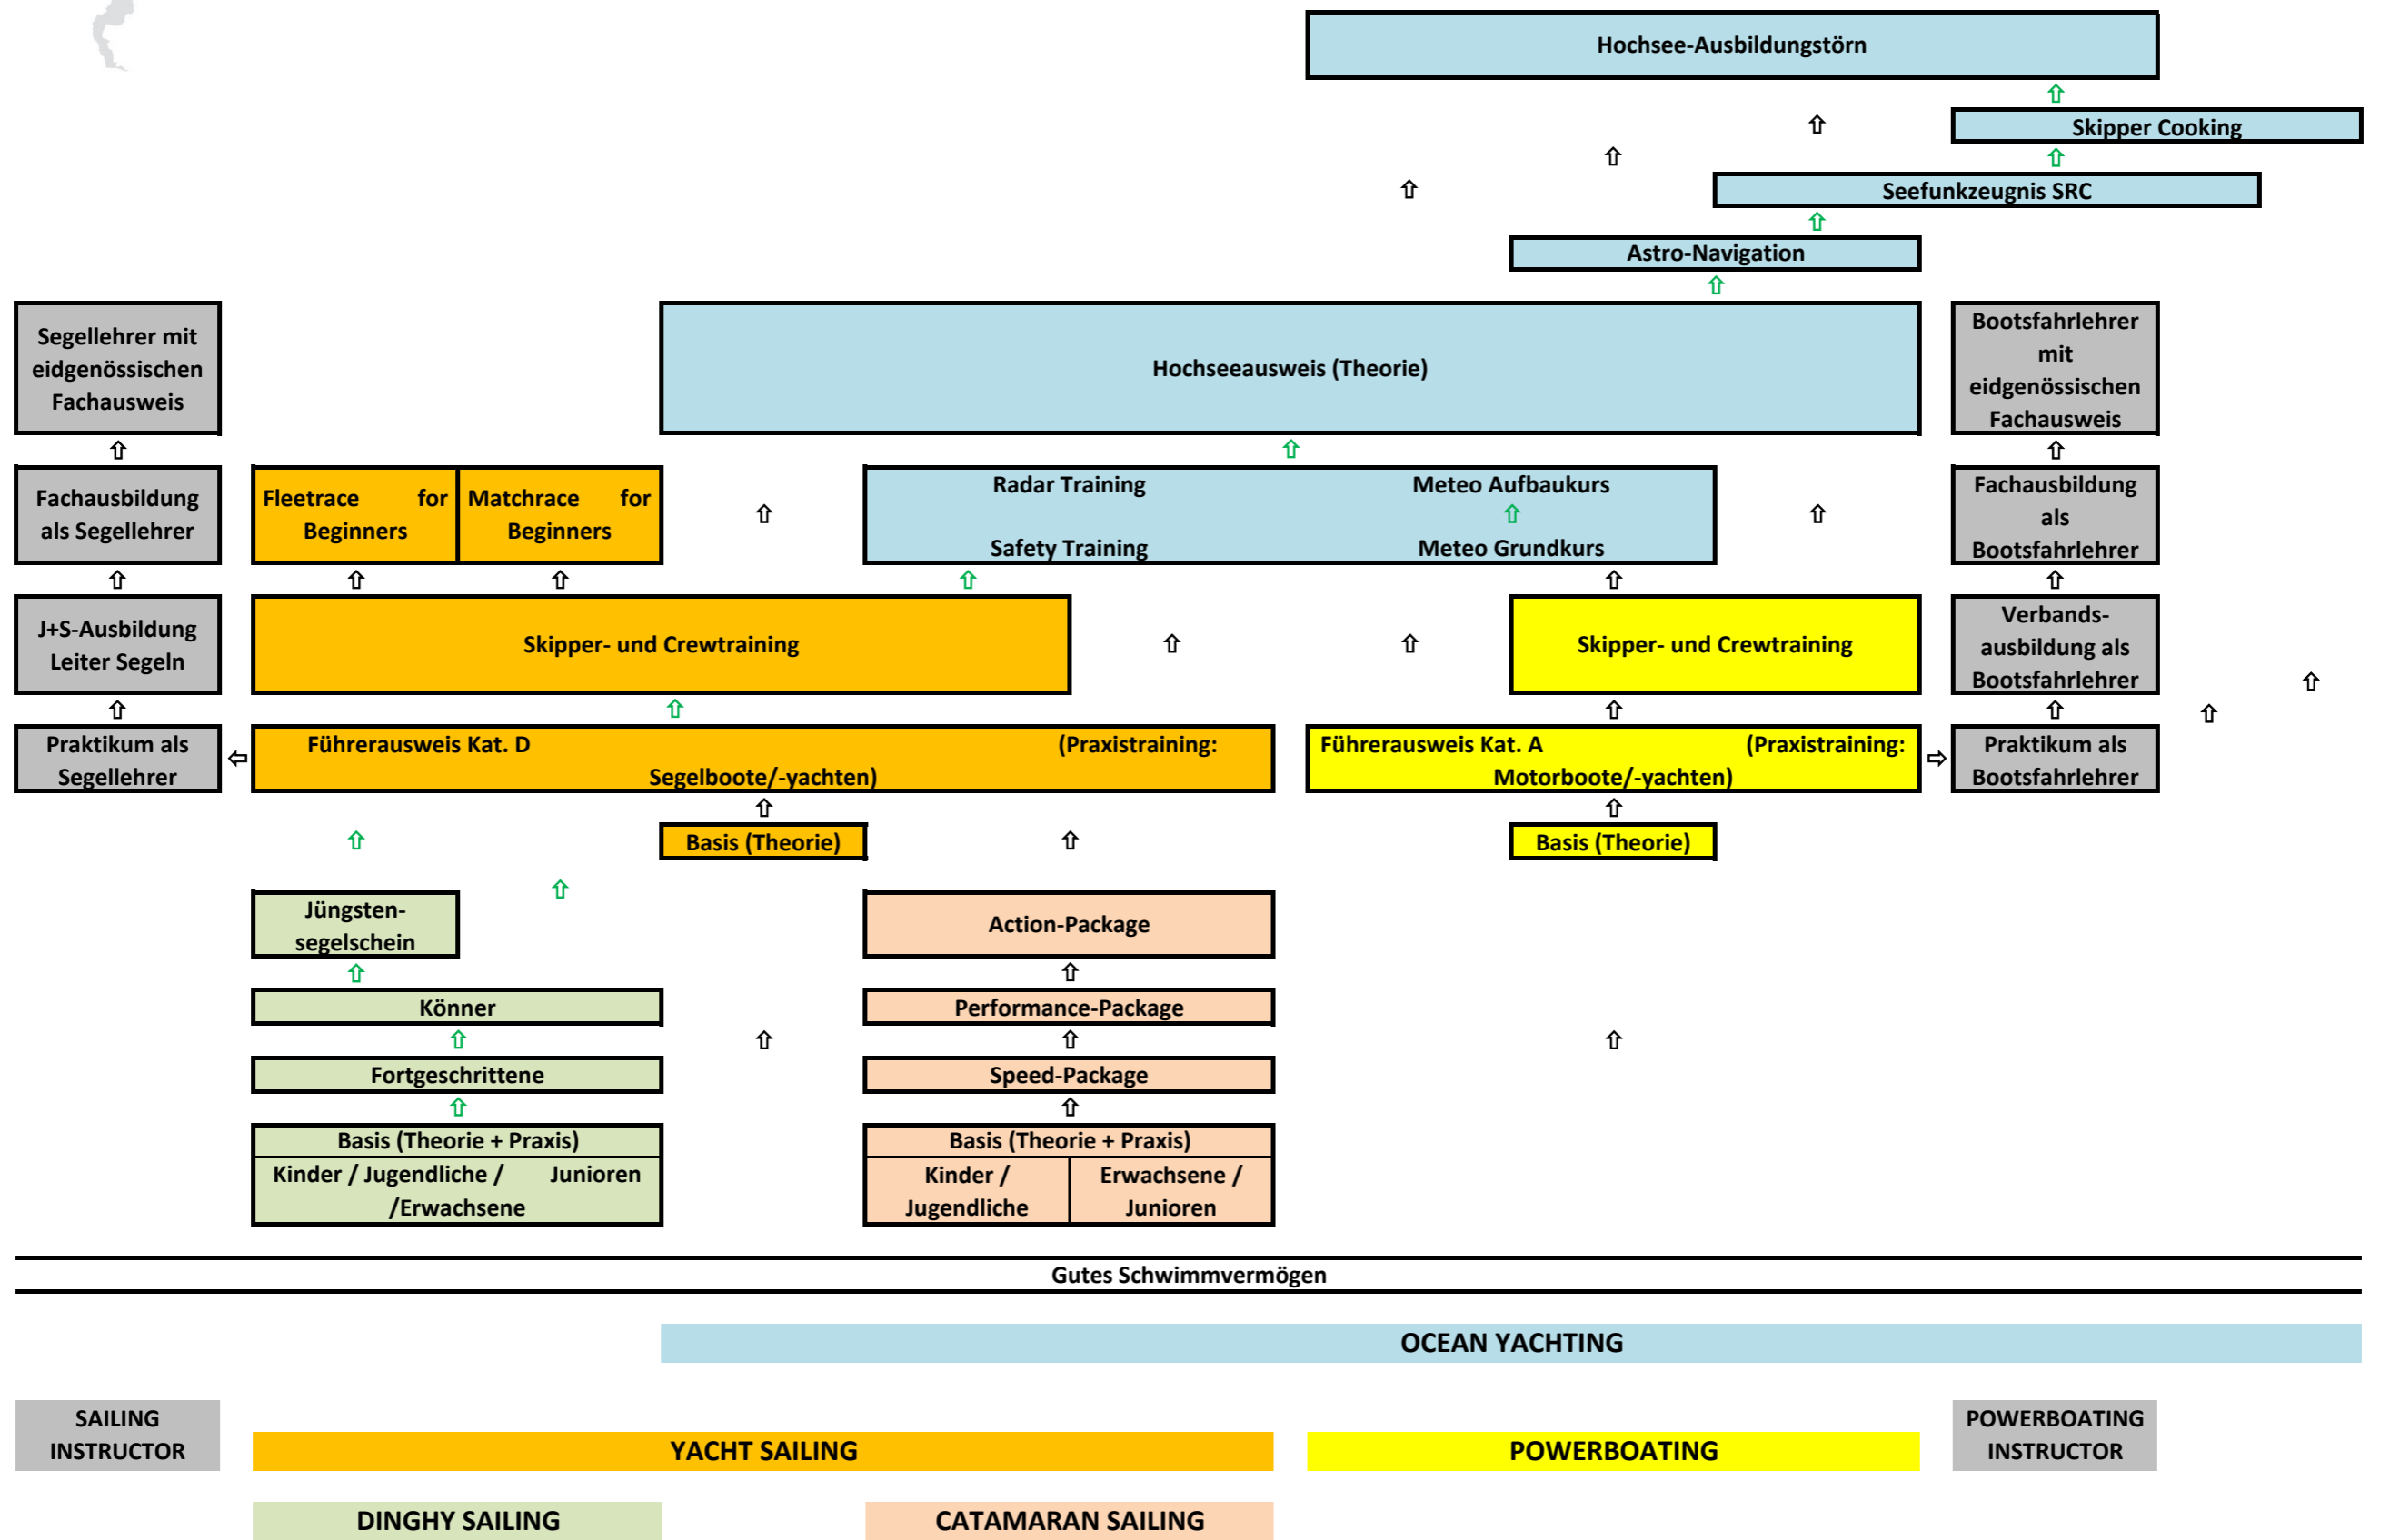 Hochsee-Ausbildungstörn
Skipper Cooking
Seefunkzeugnis SRC
Astro-Navigation
Segellehrer mit
eidgenössischen
Fachausweis
Hochseeausweis (Theorie)
Bootsfahrlehrer
mit
eidgenössischen
Fachausweis
Fachausbildung
als Segellehrer
Fleetrace for
Beginners
Matchrace for
Beginners
Radar Training
Meteo Aufbaukurs
Safety Training
Meteo Grundkurs
Fachausbildung
als
Bootsfahrlehrer
J+S-Ausbildung
Leiter Segeln
Skipper- und Crewtraining
Skipper- und Crewtraining
Verbands-
ausbildung als
Bootsfahrlehrer
Praktikum als
Segellehrer
Führerausweis Kat. D (Praxistraining:
Segelboote/-yachten)
Führerausweis Kat. A (Praxistraining:
Motorboote/-yachten)
Praktikum als
Bootsfahrlehrer
Basis (Theorie)
Basis (Theorie)
Jüngsten-
segelschein
Action-Package
Könner
Performance-Package
Fortgeschrittene
Speed-Package
Basis (Theorie + Praxis)
Kinder / Jugendliche / Junioren
/Erwachsene
Basis (Theorie + Praxis)
Kinder /
Jugendliche
Erwachsene /
Junioren
Gutes Schwimmvermögen
OCEAN YACHTING
SAILING
INSTRUCTOR
YACHT SAILING
POWERBOATING
POWERBOATING
INSTRUCTOR
DINGHY SAILING
CATAMARAN SAILING